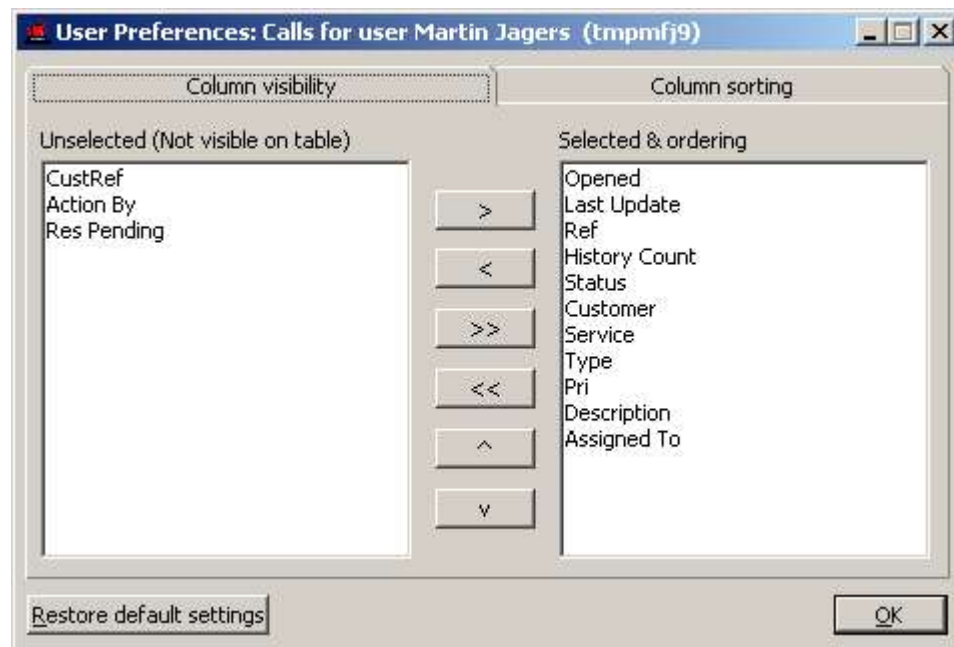 User Preferences: Calls for user Martin Jagers (tmpmfj9)
Column visibility
Column sorting
Unselected (Not visible on table)
CustRef
Action By
Res Pending
>
<
>>
<<
^
v
Selected & ordering
Opened
Last Update
Ref
History Count
Status
Customer
Service
Type
Pri
Description
Assigned To
Restore default settings
OK